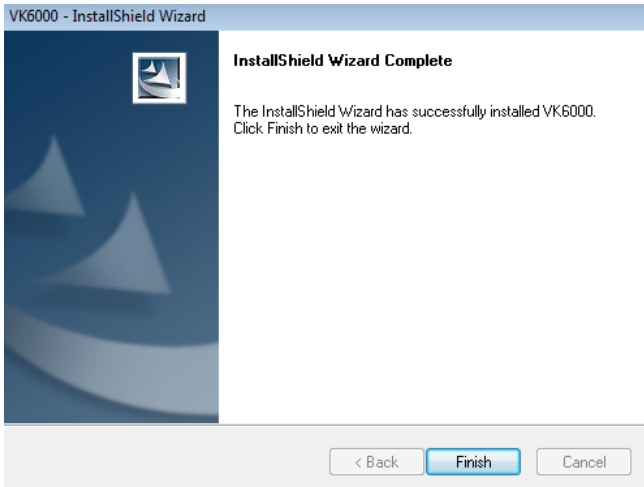 VK6000 - InstallShield Wizard
InstallShield Wizard Complete
The InstallShield Wizard has successfully installed VK6000.
Click Finish to exit the wizard.
< Back
Finish
Cancel